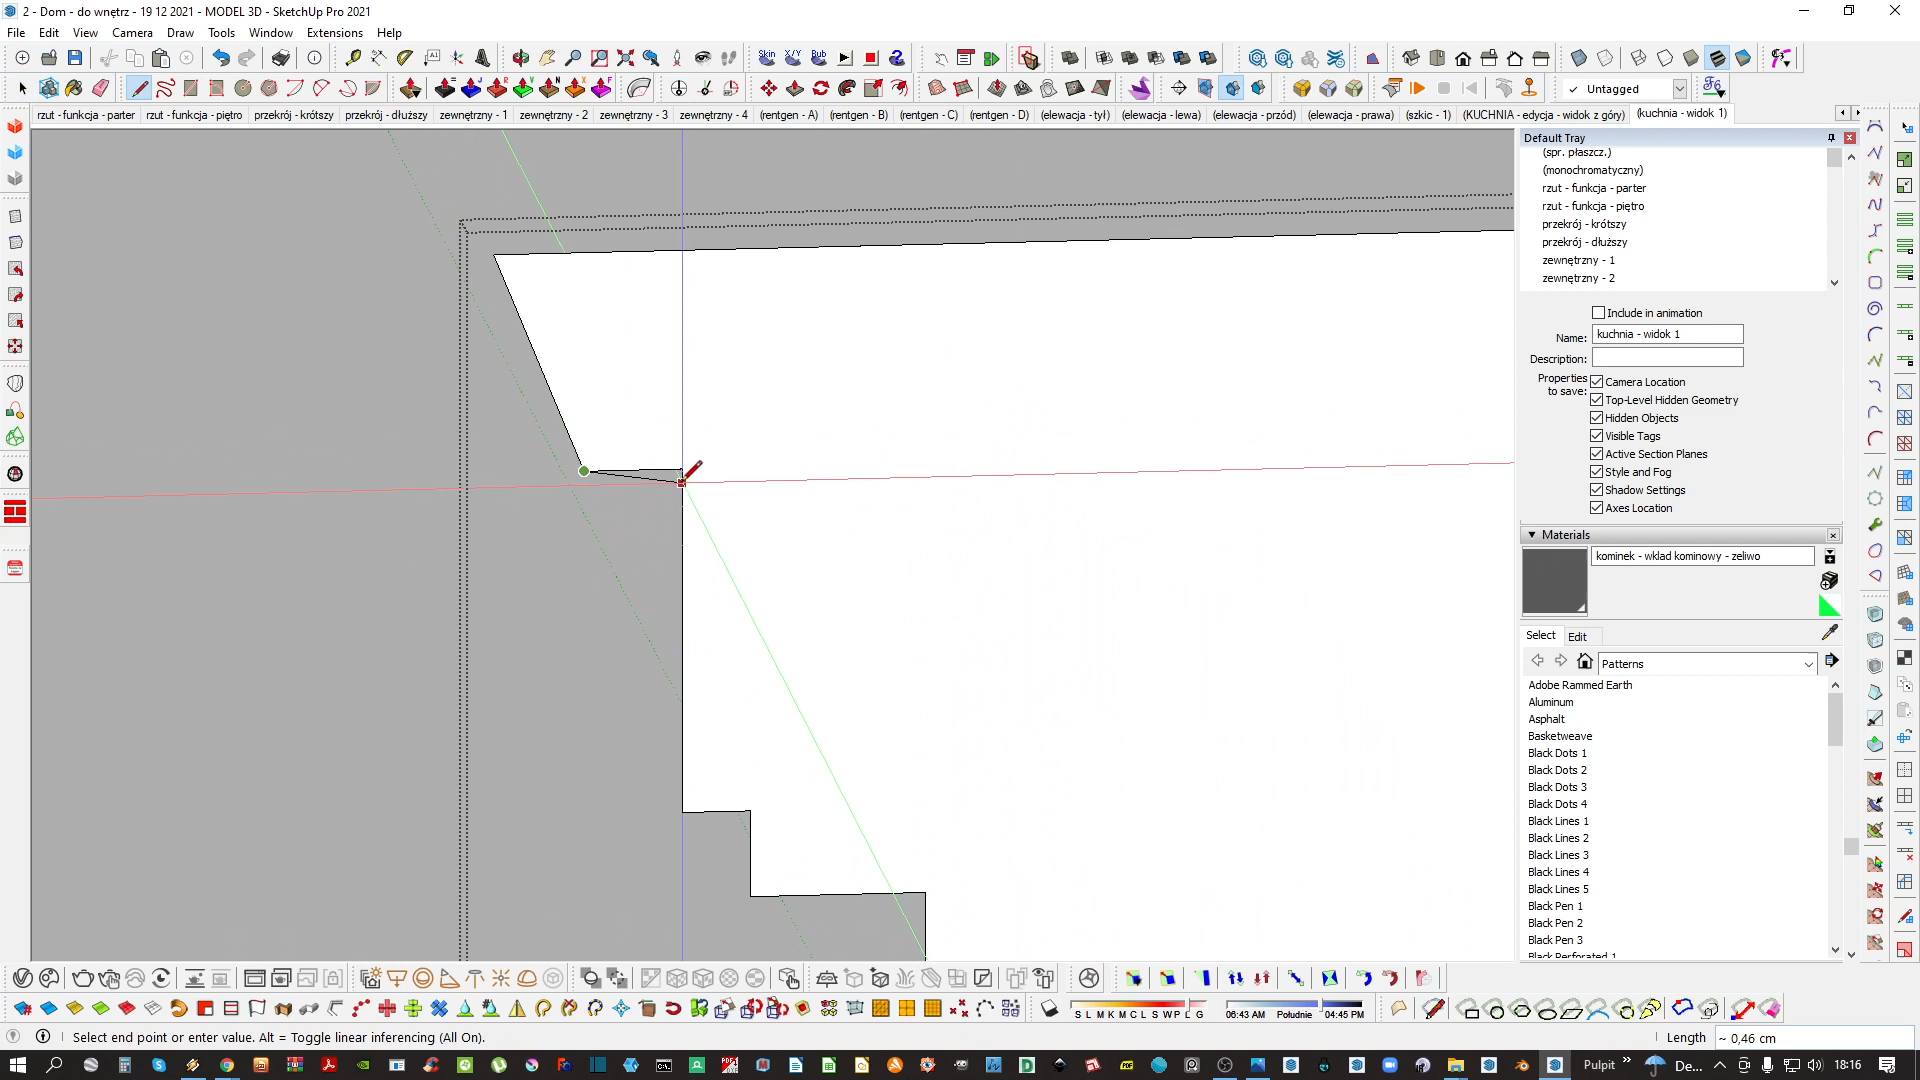 2 - Dom - do wnętrz - 19 12 2021 - MODEL 3D - SketchUp Pro 2021
File Edit View Camera Draw Tools Window Extensions Help
Skin X/Y Bub
Untagged
rzut - funkcja - parter rzut - funkcja - piętro przekrój - krótszy przekrój - dłuższy zewnętrzny - 1 zewnętrzny - 2 zewnętrzny - 3 zewnętrzny - 4 (rentgen - A) (rentgen - B) (rentgen - C) (rentgen - D) (elewacja - tył) (elewacja - lewa) (elewacja - przód) (elewacja - prawa) (szkic - 1) (KUCHNIA - edycja - widok z góry) (kuchnia - widok 1)
Default Tray
(spr. płaszcz.)
(monochromatyczny)
rzut - funkcja - parter
rzut - funkcja - piętro
przekrój - krótszy
przekrój - dłuższy
zewnętrzny - 1
zewnętrzny - 2
Include in animation
Name: kuchnia - widok 1
Description:
Properties to save:
Camera Location
Top-Level Hidden Geometry
Hidden Objects
Visible Tags
Active Section Planes
Style and Fog
Shadow Settings
Axes Location
Materials
kominek - wklad kominowy - zeliwo
Select Edit
Patterns
Adobe Rammed Earth
Aluminum
Asphalt
Basketweave
Black Dots 1
Black Dots 2
Black Dots 3
Black Dots 4
Black Lines 1
Black Lines 2
Black Lines 3
Black Lines 4
Black Lines 5
Black Pen 1
Black Pen 2
Black Pen 3
Black Perforated 1
S L M K M C L S W P L G 06:43 AM Południe 04:45 PM
Select end point or enter value. Alt = Toggle linear inferencing (All On). Length ~ 0,46 cm
Pulpit De... 18:16